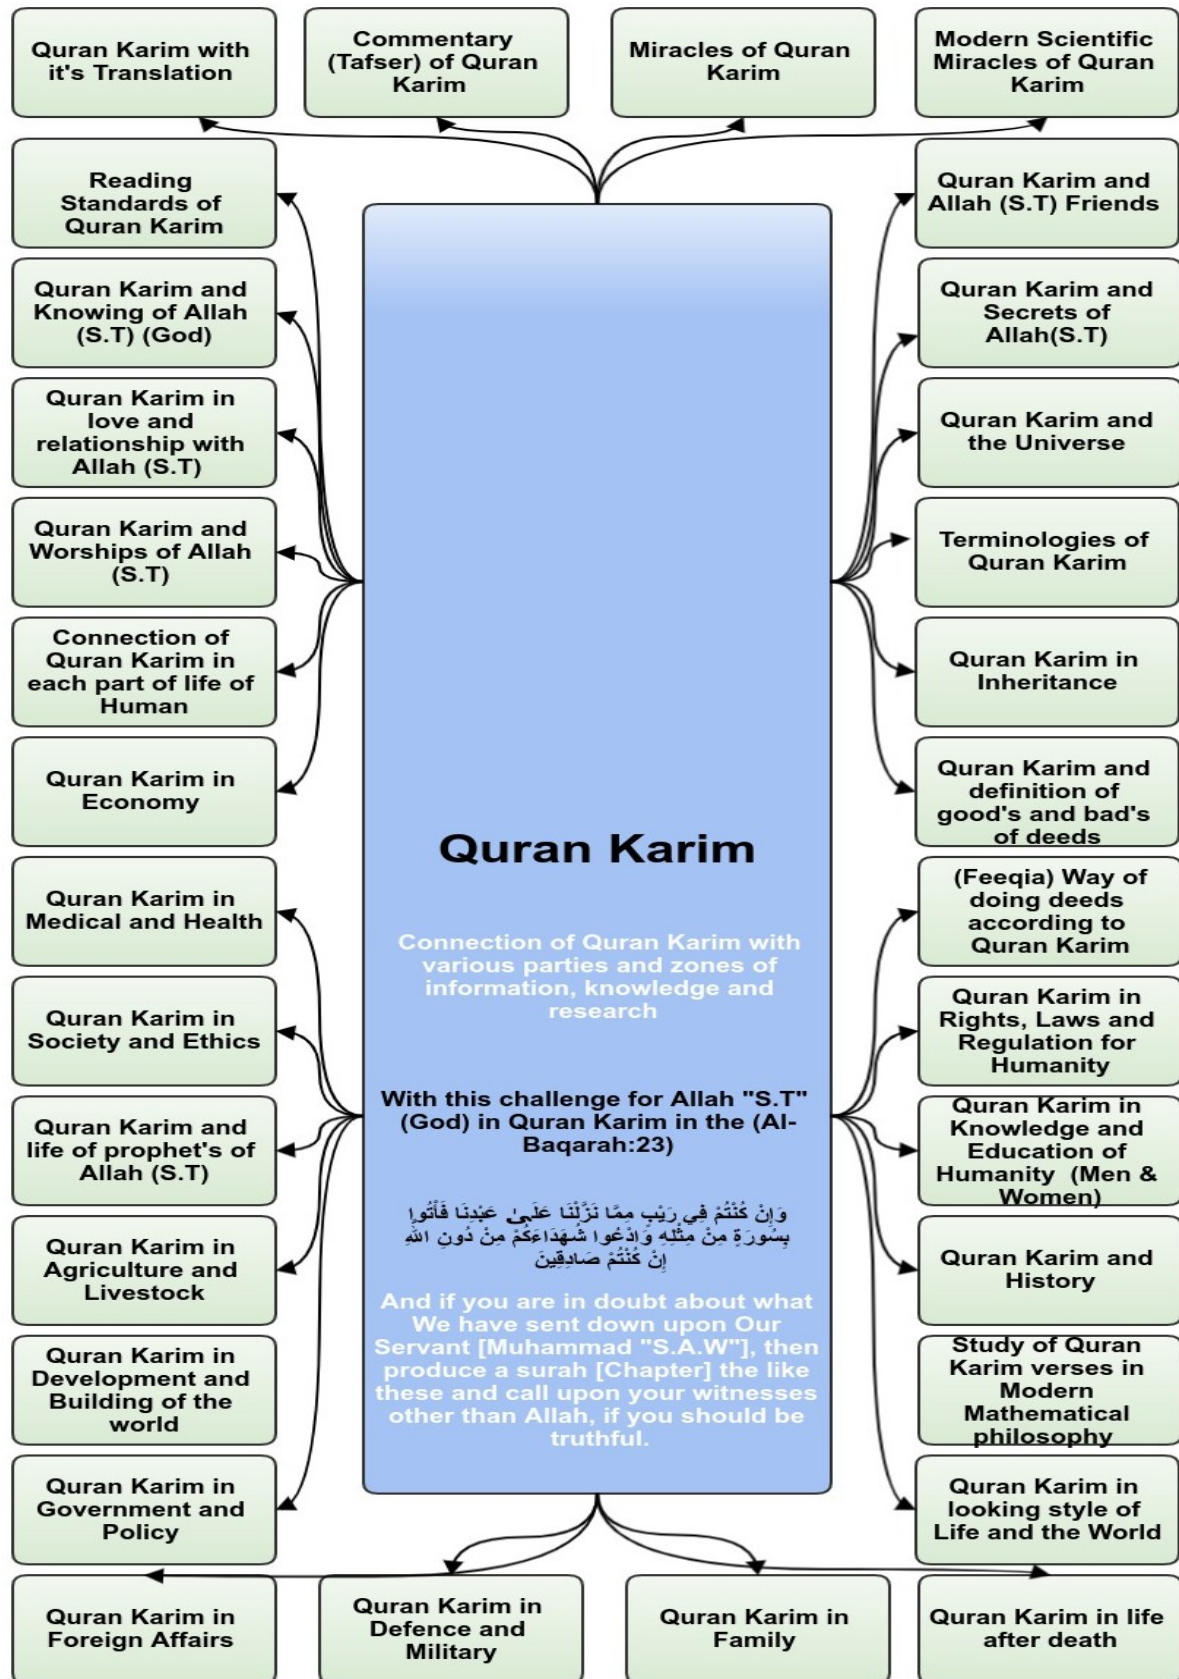 Quran Karim with
it's Translation
Commentary
(Tafser) of Quran
Karim
Miracles of Quran
Karim
Modern Scientific
Miracles of Quran
Karim
Reading
Standards of
Quran Karim
Quran Karim and
Knowing of Allah
(S.T) (God)
Quran Karim in
love and
relationship with
Allah (S.T)
Quran Karim and
Worships of Allah
(S.T)
Connection of
Quran Karim in
each part of life of
Human
Quran Karim in
Economy
Quran Karim in
Medical and Health
Quran Karim in
Society and Ethics
Quran Karim and
life of prophet's of
Allah (S.T)
Quran Karim in
Agriculture and
Livestock
Quran Karim in
Development and
Building of the
world
Quran Karim in
Government and
Policy
Quran Karim
Connection of Quran Karim with
various parties and zones of
information, knowledge and
research
With this challenge for Allah "S.T"
(God) in Quran Karim in the (Al-
Baqarah:23)
وَإِنْ كُنْتُمْ فِي رَيْبٍ مِمَّا نَزَّلْنَا عَلَىٰ عَبْدِنَا فَأْتُوا
بِسُورَةٍ مِنْ مِثْلِهِ وَادْعُوا شُهَدَاءَكُمْ مِنْ دُونِ اللَّهِ
إِنْ كُنْتُمْ صَادِقِينَ
And if you are in doubt about what
We have sent down upon Our
Servant [Muhammad "S.A.W"], then
produce a surah [Chapter] the like
these and call upon your witnesses
other than Allah, if you should be
truthful.
Quran Karim and
Allah (S.T) Friends
Quran Karim and
Secrets of
Allah(S.T)
Quran Karim and
the Universe
Terminologies of
Quran Karim
Quran Karim in
Inheritance
Quran Karim and
definition of
good's and bad's
of deeds
(Feeqia) Way of
doing deeds
according to
Quran Karim
Quran Karim in
Rights, Laws and
Regulation for
Humanity
Quran Karim in
Knowledge and
Education of
Humanity (Men &
Women)
Quran Karim and
History
Study of Quran
Karim verses in
Modern
Mathematical
philosophy
Quran Karim in
looking style of
Life and the World
Quran Karim in
Foreign Affairs
Quran Karim in
Defence and
Military
Quran Karim in
Family
Quran Karim in life
after death